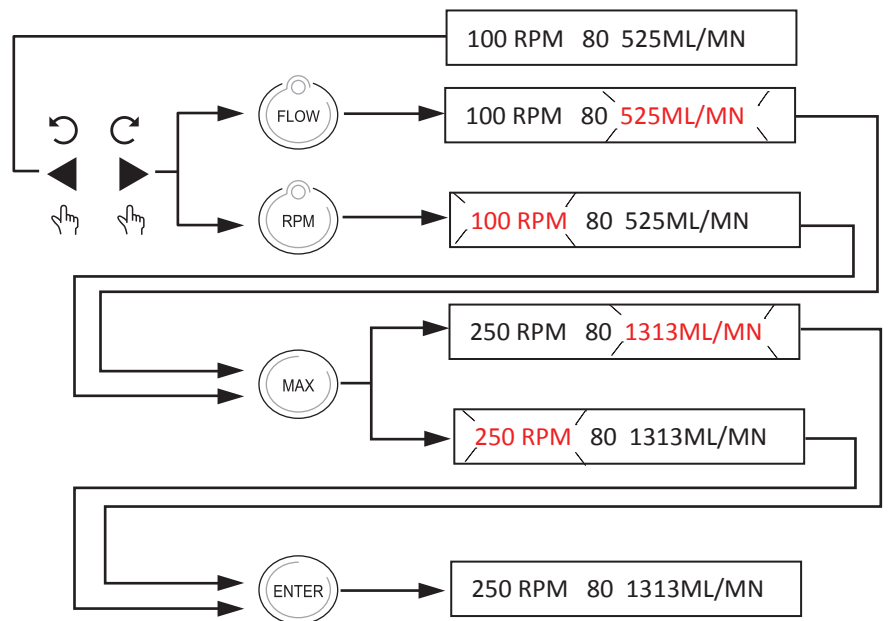 100 RPM 80 525ML/MN
FLOW
100 RPM 80 525ML/MN
RPM
100 RPM 80 525ML/MN
MAX
250 RPM 80 1313ML/MN
250 RPM 80 1313ML/MN
ENTER
250 RPM 80 1313ML/MN